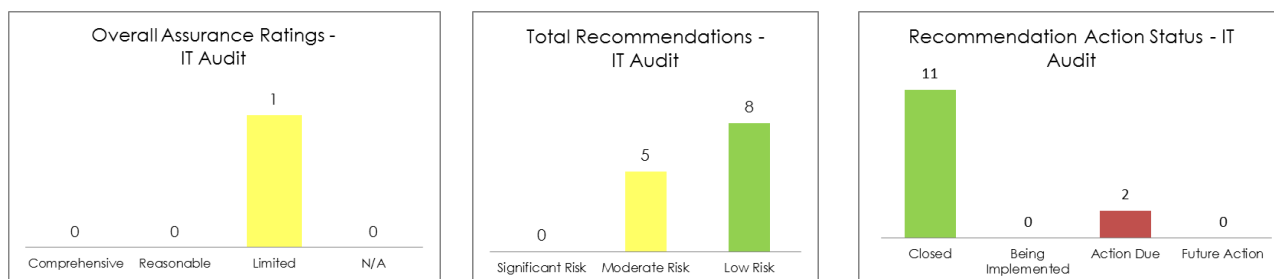 Overall Assurance Ratings -
IT Audit
1
0
0
0
Comprehensive
Reasonable
Limited
N/A
Total Recommendations -
IT Audit
8
5
0
Significant Risk
Moderate Risk
Low Risk
Recommendation Action Status - IT
Audit
11
0
2
0
Closed
Being
Implemented
Action Due
Future Action